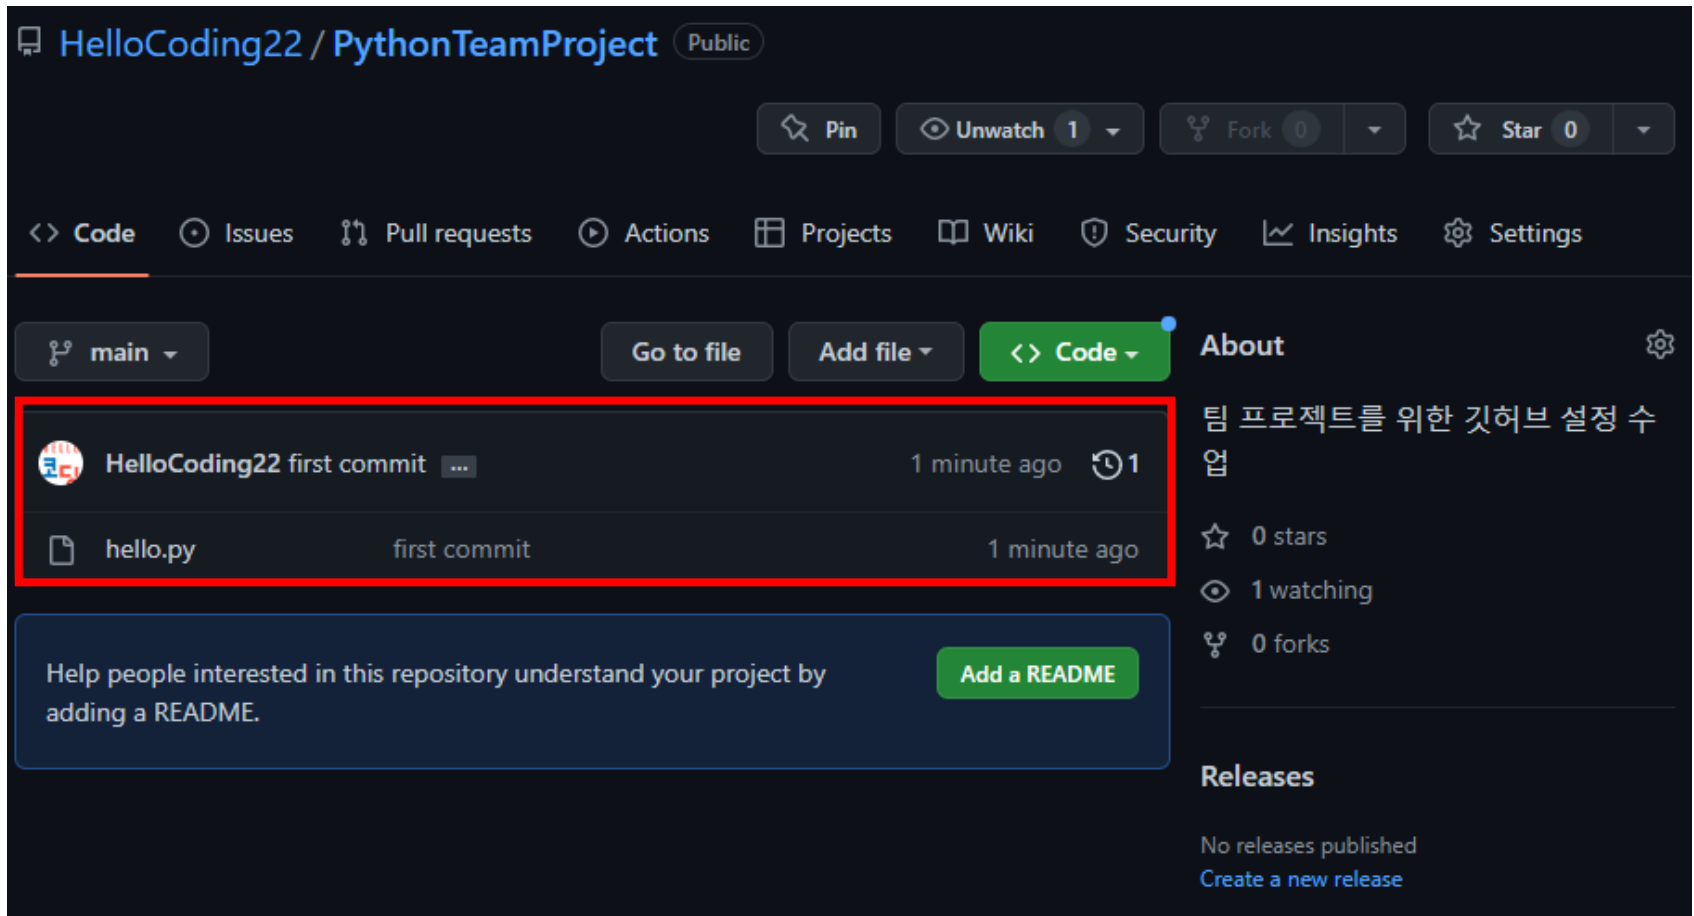 HelloCoding22 / PythonTeamProject Public
Pin Unwatch 1 Fork 0 Star 0
Code Issues Pull requests Actions Projects Wiki Security Insights Settings
main Go to file Add file Code
HelloCoding22 first commit ... 1 minute ago 1
hello.py first commit 1 minute ago
Help people interested in this repository understand your project by
adding a README.
Add a README
About
팀 프로젝트를 위한 깃허브 설정 수
업
0 stars
1 watching
0 forks
Releases
No releases published
Create a new release